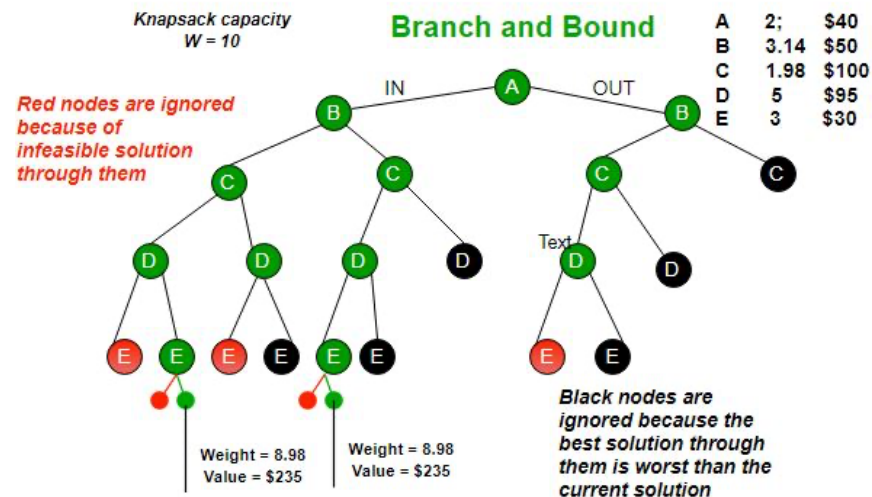 Knapsack capacity
W = 10
Branch and Bound
A 2; $40
B 3.14 $50
C 1.98 $100
D 5 $95
E 3 $30
Red nodes are ignored
because of
infeasible solution
through them
IN
OUT
A
B
B
C
C
C
C
Text
D
D
D
D
D
D
E
E
E
E
E
E
E
E
Weight = 8.98
Value = $235
Weight = 8.98
Value = $235
Black nodes are
ignored because the
best solution through
them is worst than the
current solution